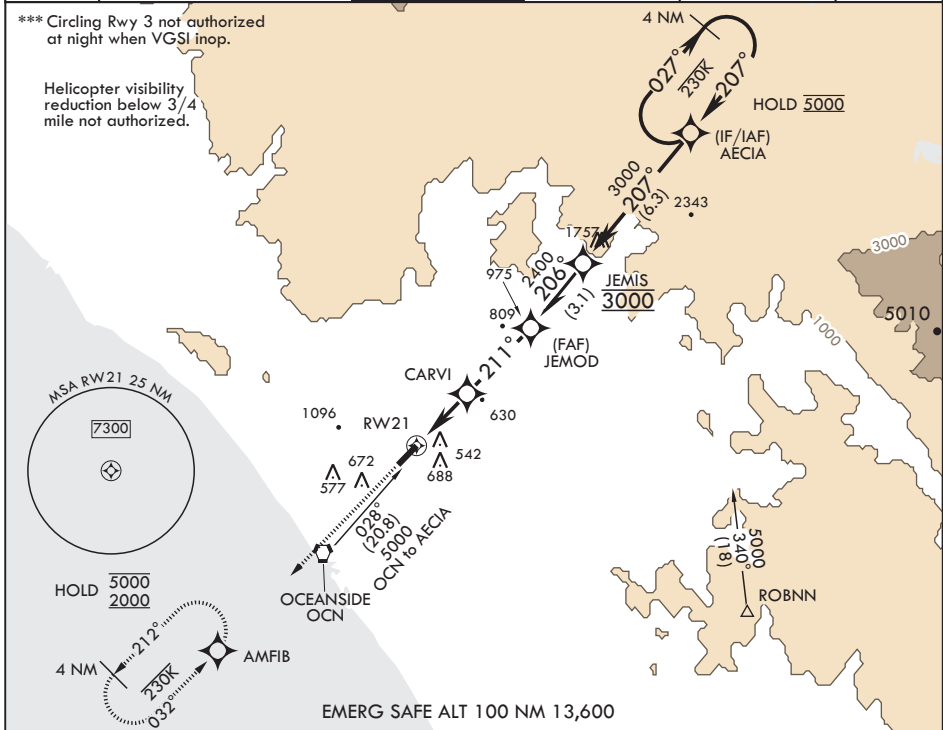 *** Circling Rwy 3 not authorized
at night when VGSI inop.
Helicopter visibility
reduction below 3/4
mile not authorized.
4 NM
027°
230K
207°
HOLD 5000
(IF/IAF)
AECIA
3000
207°
(6.3)
2343
1757
3000
5010
1000
975
2400
206°
(3.1)
JEMIS
3000
809
(FAF)
JEMOD
211°
CARVI
630
MSA RW21 25 NM
7300
1096
RW21
542
672
577
688
028°
(20.8)
5000
OCN to AECIA
5000
340°
(18)
ROBNN
HOLD 5000
2000
OCEANSIDE
OCN
212°
4 NM
230K
032°
AMFIB
EMERG SAFE ALT 100 NM 13,600